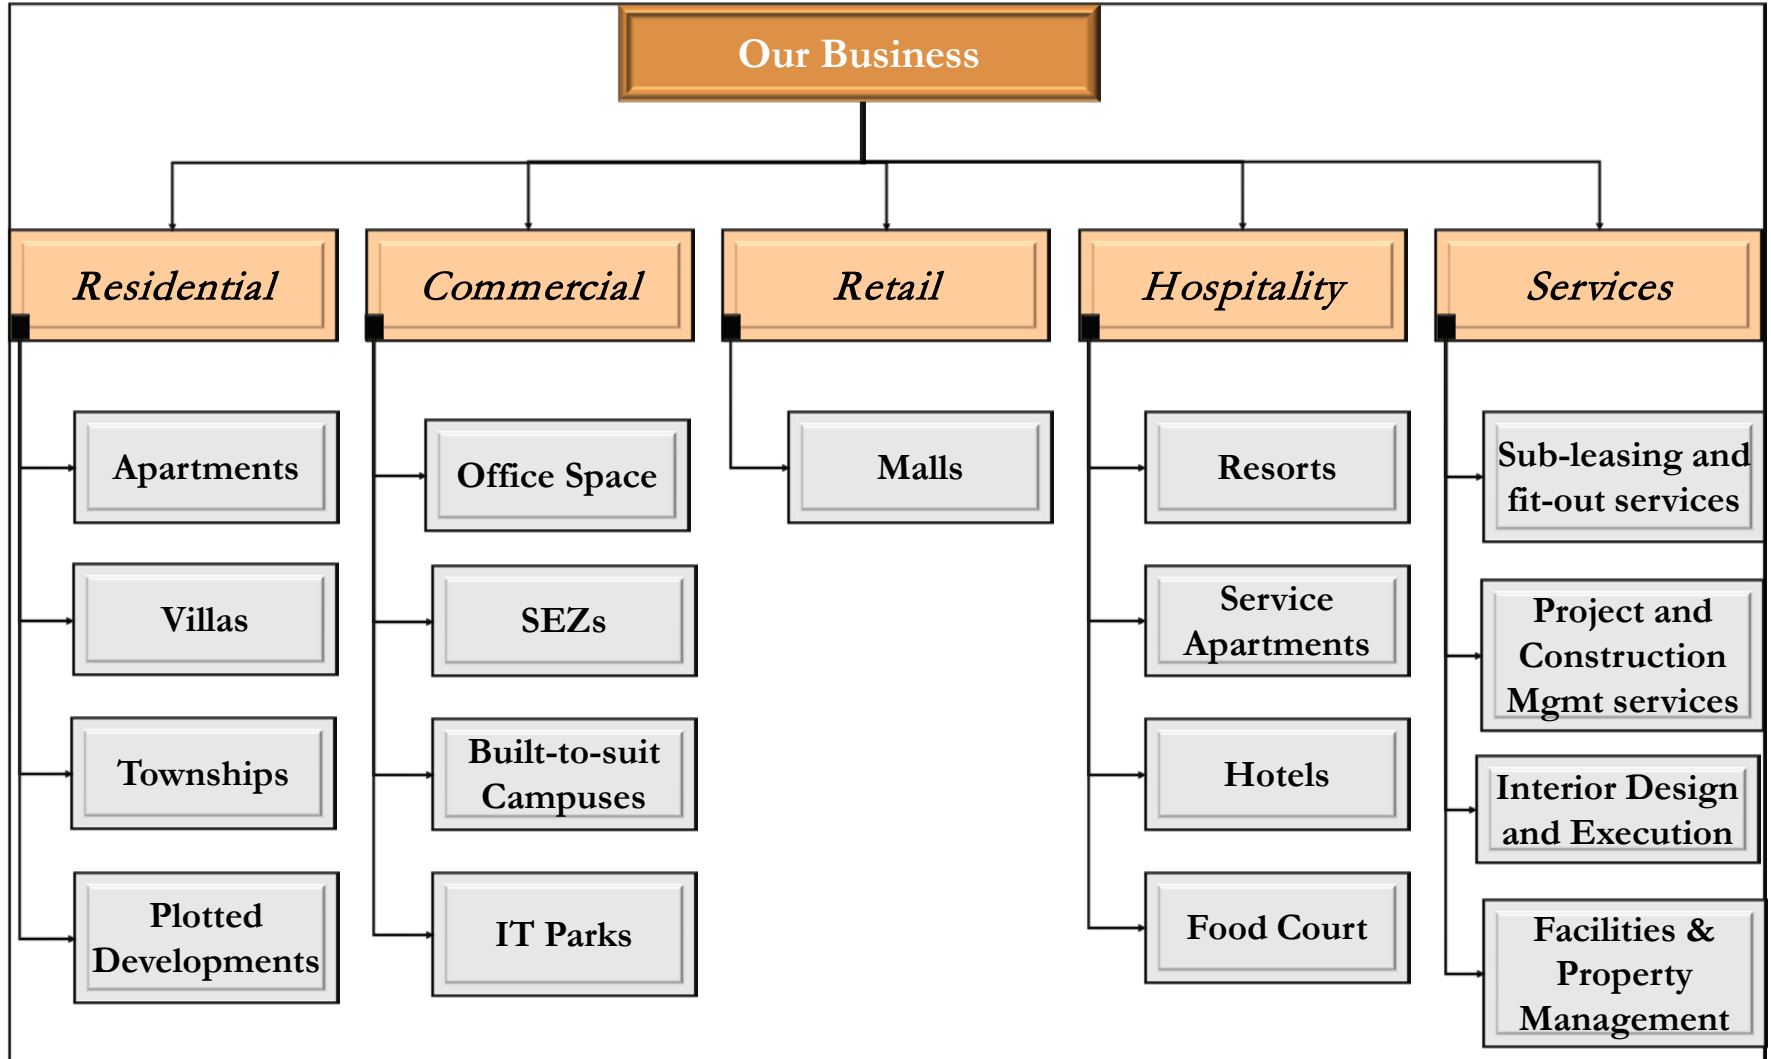 Our Business
Residential
Commercial
Retail
Hospitality
Services
Apartments
Villas
Townships
Plotted
Developments
Office Space
SEZs
Built-to-suit
Campuses
IT Parks
Malls
Resorts
Service
Apartments
Hotels
Food Court
Sub-leasing and
fit-out services
Project and
Construction
Mgmt services
Interior Design
and Execution
Facilities &
Property
Management